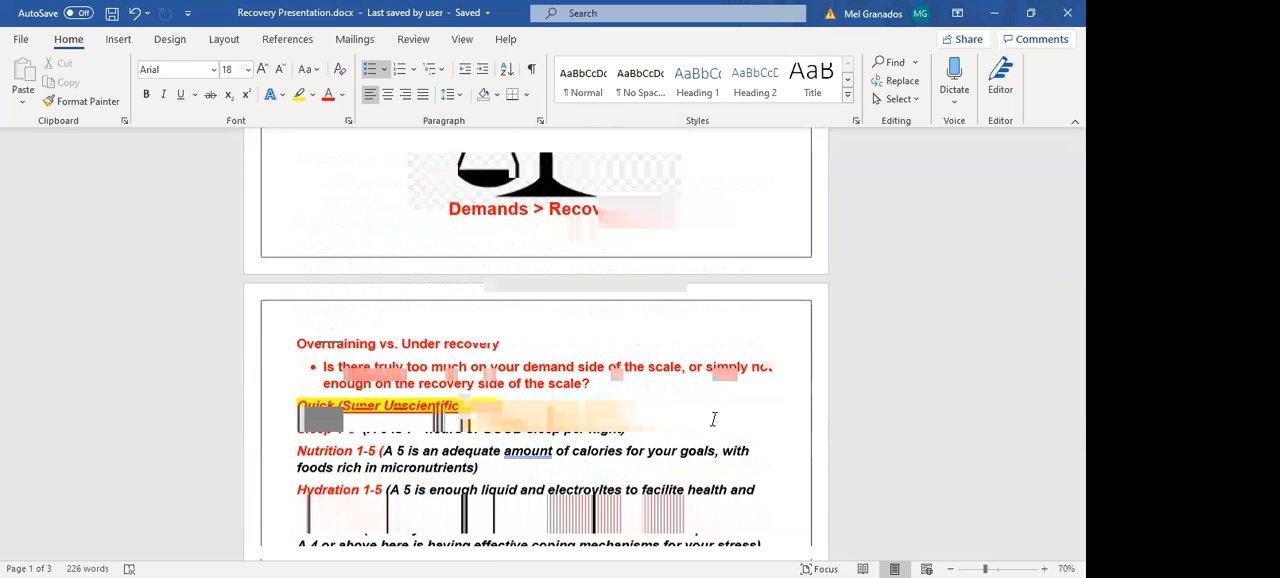 AutoSave Off Recovery Presentation.docx - Last saved by user - Saved Search Mel Granados MG
File Home Insert Design Layout References Mailings Review View Help Share Comments
Paste Cut Copy Format Painter
Arial 18 Aa
B I U ab x₂ x² A A
AaBbCcDc AaBbCcDc AaBbCc AaBbCcD AaB
¶ Normal ¶ No Spac... Heading 1 Heading 2 Title
Find Replace Select Dictate Editor
Clipboard Font Paragraph Styles Editing Voice Editor
Demands >
Overtraining vs. Under recovery
• Is there truly too much on your demand side of the scale, or simply not
enough on the recovery side of the scale?
Quick (Super Unscientific
Nutrition 1-5 (A 5 is an adequate amount of calories for your goals, with
foods rich in micronutrients)
Hydration 1-5 (A 5 is enough liquid and electroyltes to facilite health and
A 4 or above here is having effective coping mechanisms for your stress)
Page 1 of 3 226 words Focus 70%